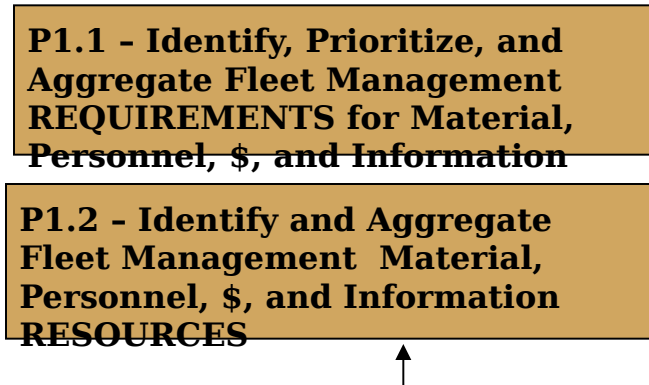 P1.1 – Identify, Prioritize, and
Aggregate Fleet Management
REQUIREMENTS for Material,
Personnel, $, and Information
P1.2 – Identify and Aggregate
Fleet Management  Material,
Personnel, $, and Information
RESOURCES